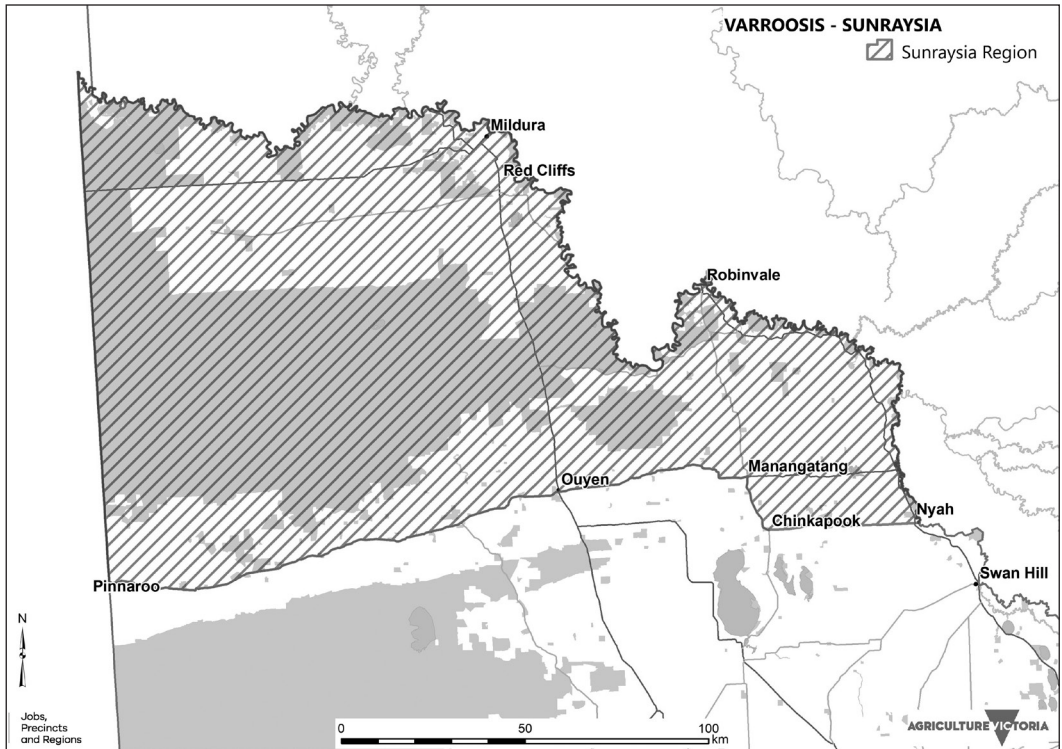 VARROOSIS - SUNRAYSIA
Sunraysia Region
Mildura
Red Cliffs
Robinvale
Manangatang
Ouyen
Nyah
Chinkapook
Swan Hill
Pinnaroo
N
Jobs,
Precincts
and Regions
0 50 100
km
AGRICULTURE VICTORIA